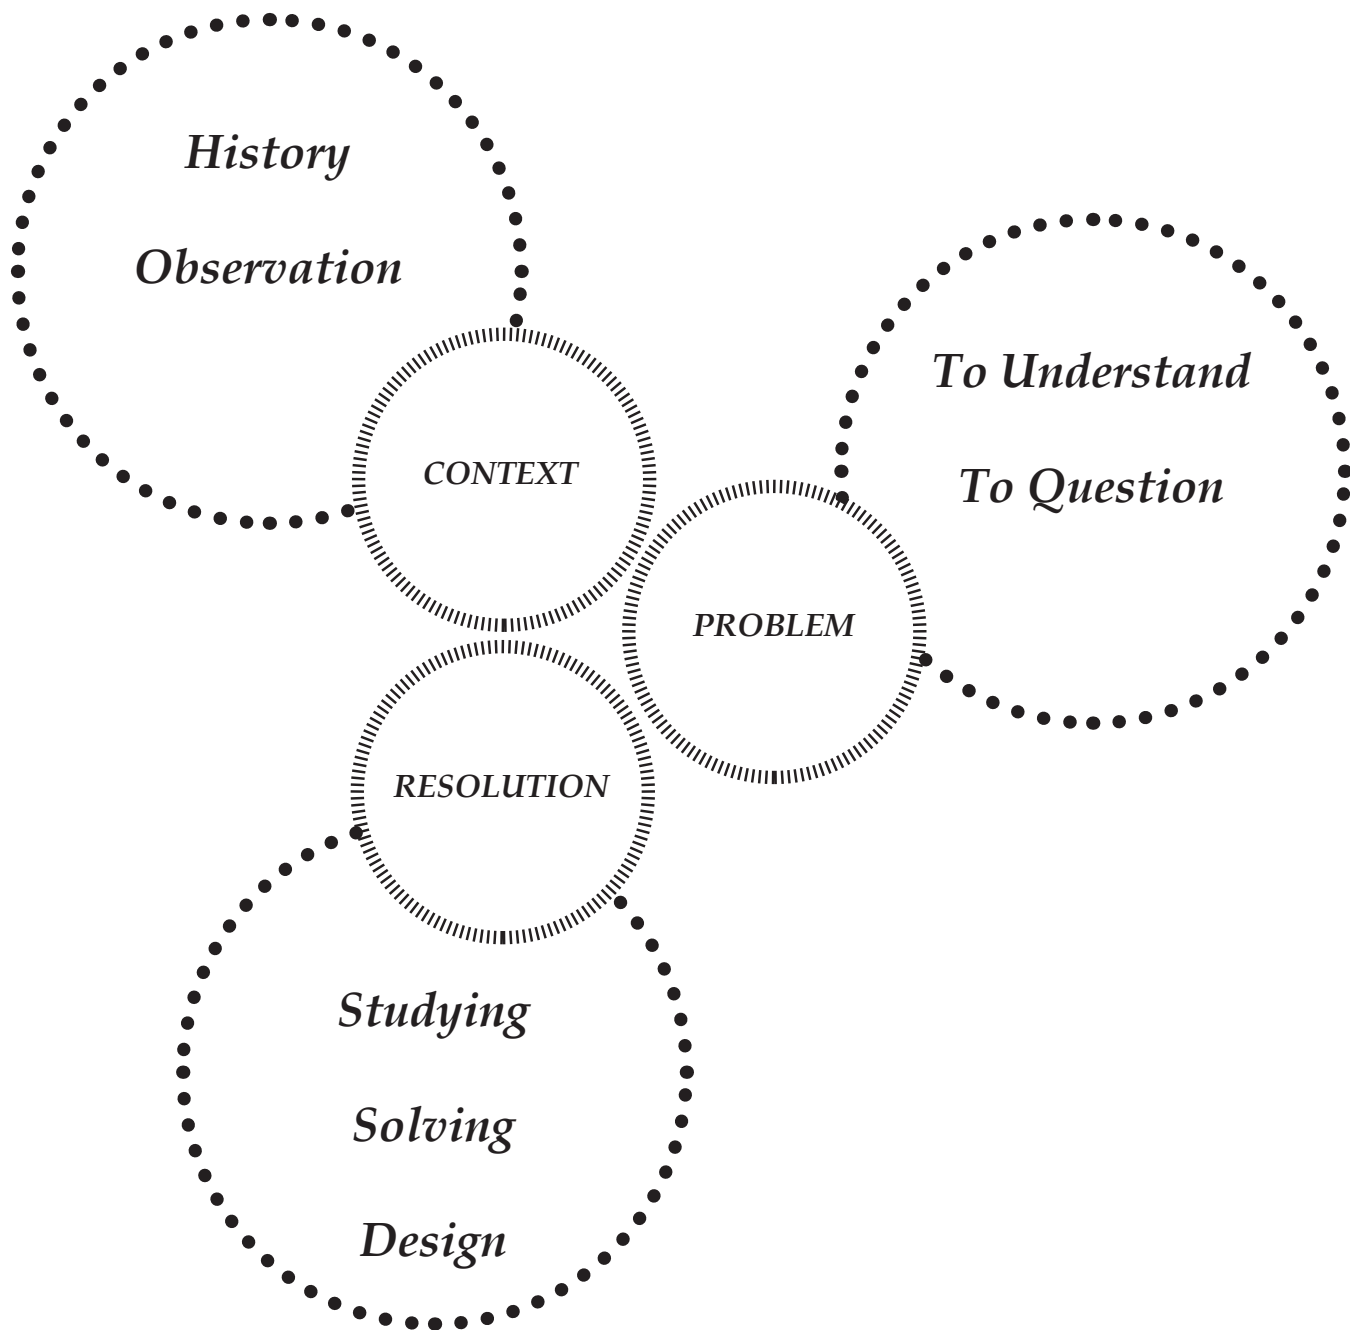 History
Observation
CONTEXT
To Understand
To Question
PROBLEM
RESOLUTION
Studying
Solving
Design